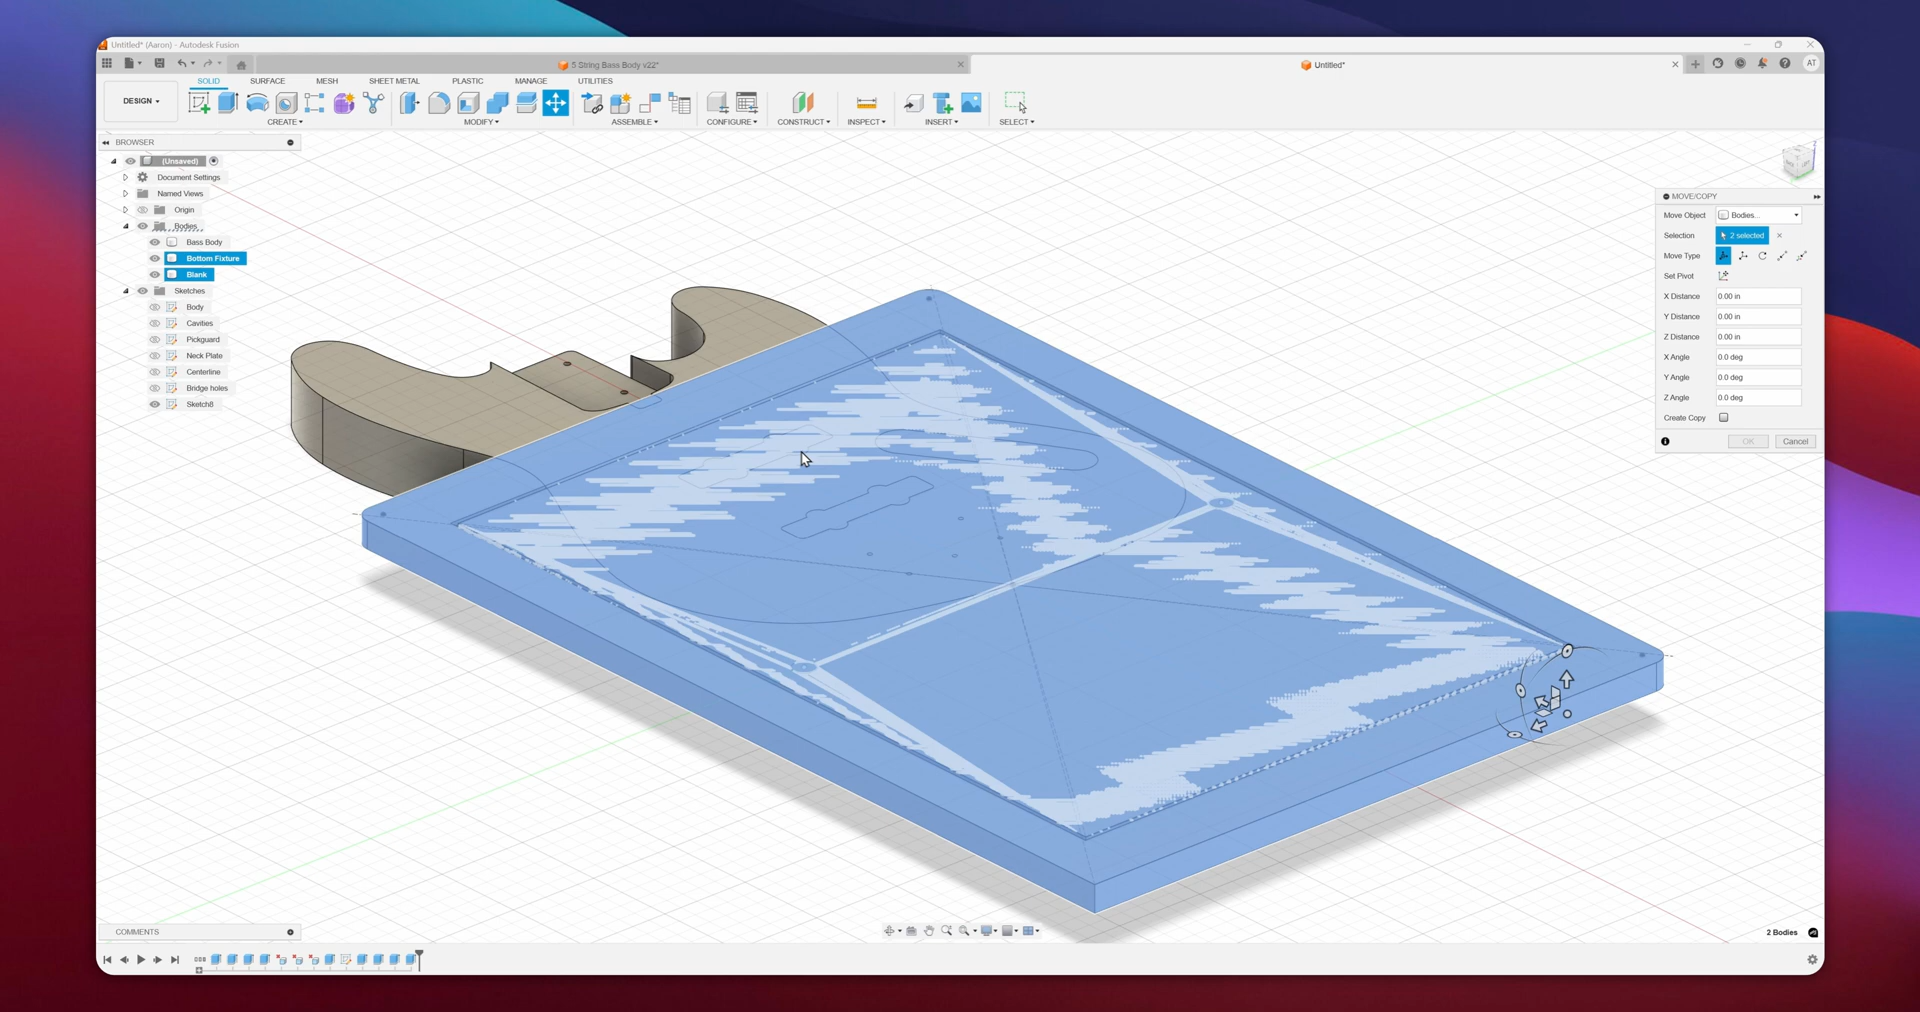 Untitled* (Aaron) - Autodesk Fusion
5 String Bass Body v22*
Untitled*
AT
DESIGN
SOLID SURFACE MESH SHEET METAL PLASTIC MANAGE UTILITIES
CREATE MODIFY ASSEMBLE CONFIGURE CONSTRUCT INSPECT INSERT SELECT
BROWSER
(Unsaved)
Document Settings
Named Views
Origin
Bodies
Bass Body
Bottom Fixture
Blank
Sketches
Body
Cavities
Pickguard
Neck Plate
Centerline
Bridge holes
Sketch8
MOVE/COPY
Move Object Bodies...
Selection 2 selected
Move Type
Set Pivot
X Distance 0.00 in
Y Distance 0.00 in
Z Distance 0.00 in
X Angle 0.0 deg
Y Angle 0.0 deg
Z Angle 0.0 deg
Create Copy
OK Cancel
COMMENTS
2 Bodies